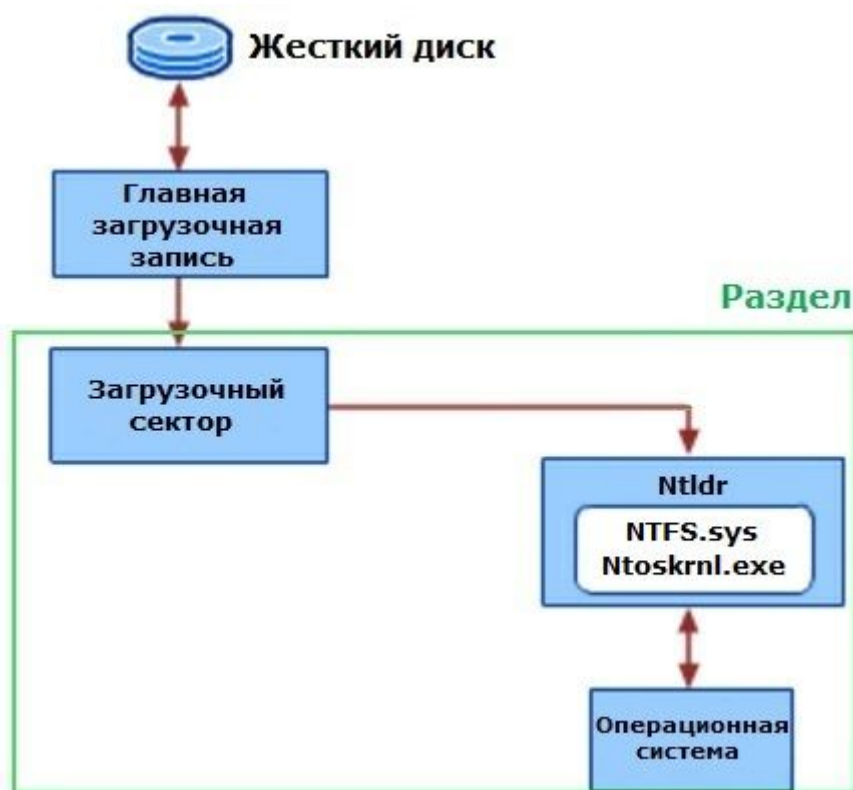 Жесткий диск
Главная
загрузочная
запись
Раздел
Загрузочный
сектор
Ntldr
NTFS.sys
Ntoskrnl.exe
Операционная
система